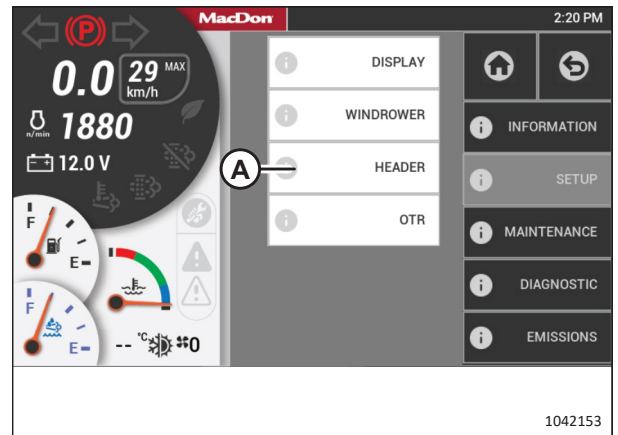 MacDon
2:20 PM
P
0.0 29 MAX
km/h
n/min 1880
12.0 V
F
E
F
E
-- °C 0
DISPLAY
WINDROWER
A
HEADER
OTR
i INFORMATION
i SETUP
i MAINTENANCE
i DIAGNOSTIC
i EMISSIONS
1042153